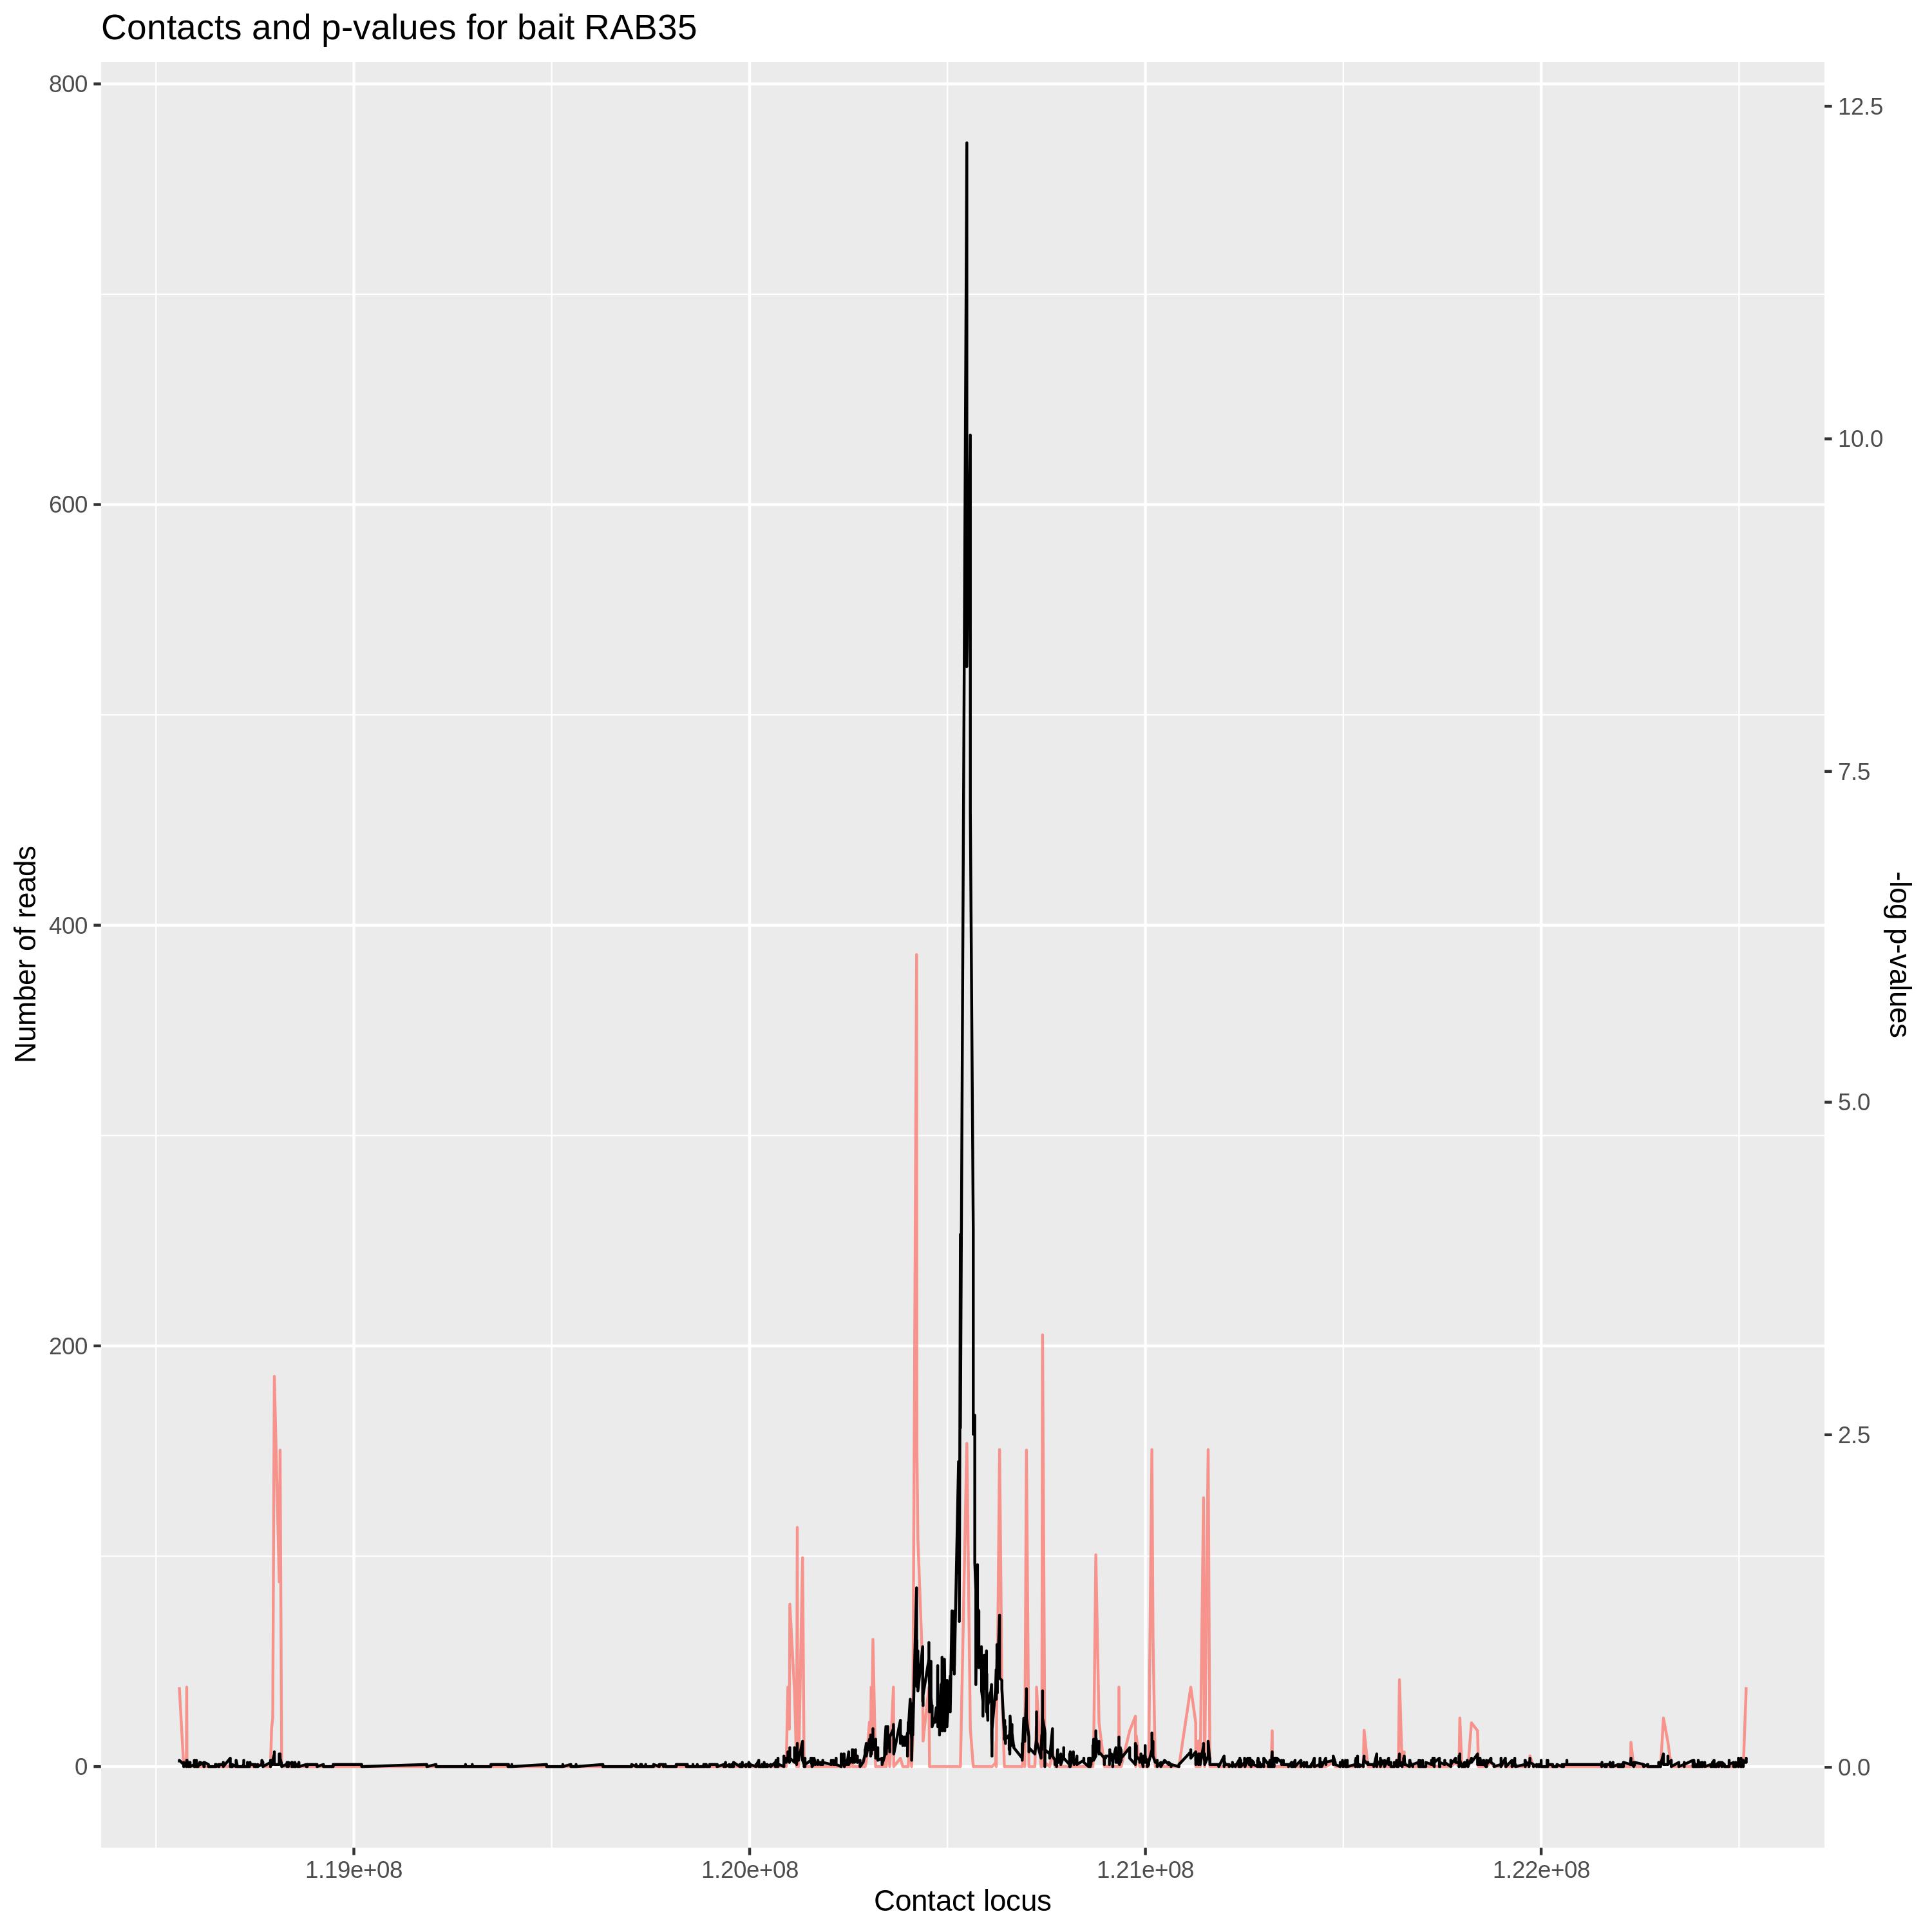 Contacts and p-values for bait RAB35
800
600
400
200
0
Number of reads
12.5
10.0
7.5
5.0
2.5
0.0
-log p-values
1.19e+08
1.20e+08
1.21e+08
1.22e+08
Contact locus